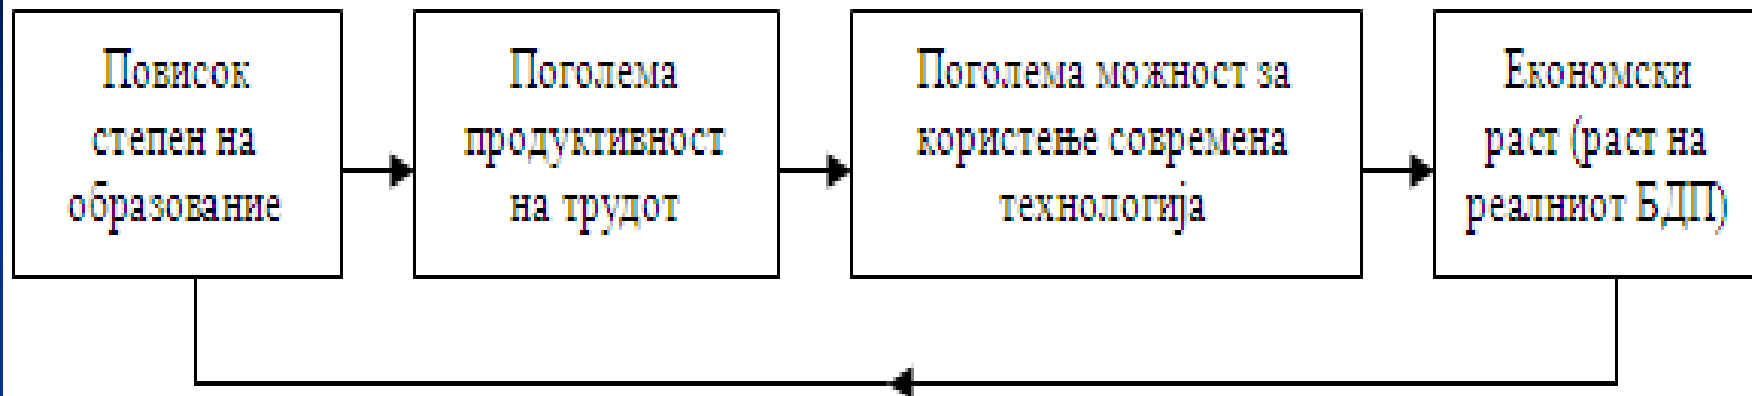 Повисок
степен на
образование
Поголема
продуктивност
на трудот
Поголема можност за
користење современа
технологија
Економски
раст (раст на
реалниот БДП)